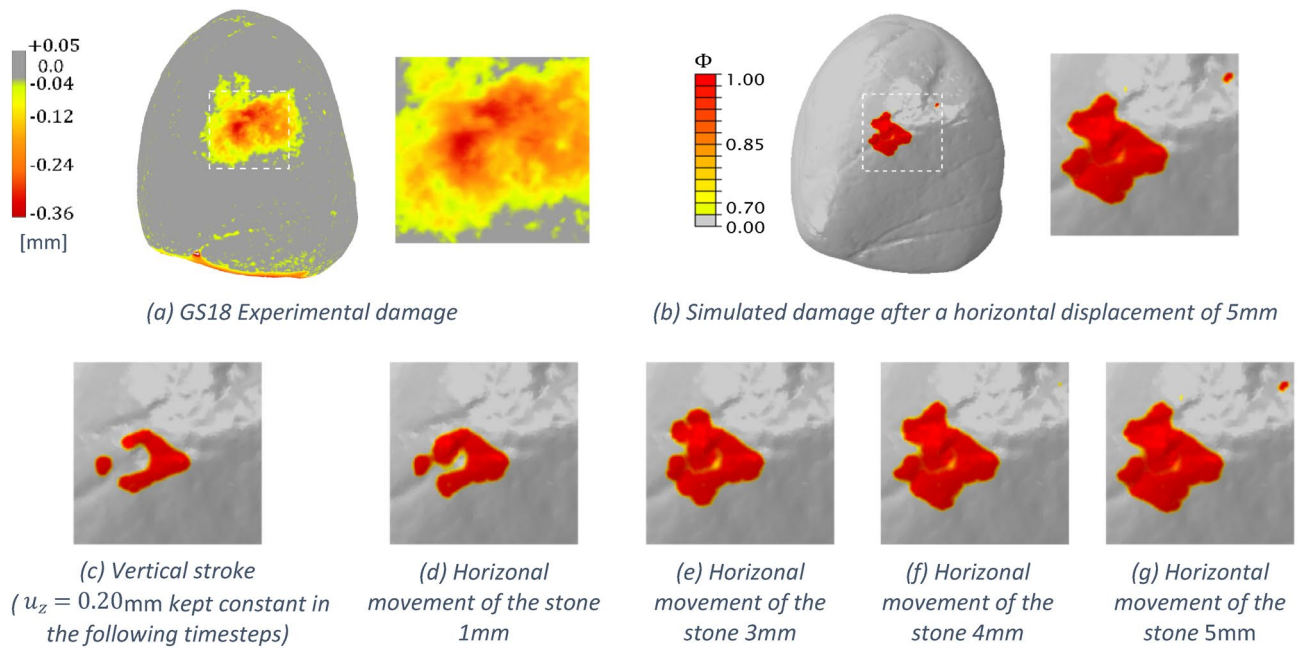 +0.05
0.0
-0.04
-0.12
-0.24
-0.36
[mm]
Φ
1.00
0.85
0.70
0.00
(a) GS18 Experimental damage
(b) Simulated damage after a horizontal displacement of 5mm
(c) Vertical stroke
( u_z = 0.20mm kept constant in
the following timesteps)
(d) Horizonal
movement of the stone
1mm
(e) Horizonal
movement of the
stone 3mm
(f) Horizonal
movement of the
stone 4mm
(g) Horizontal
movement of the
stone 5mm